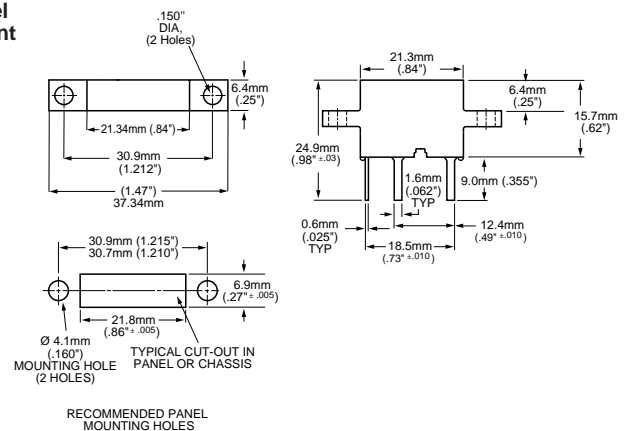 el
nt
.150"
DIA,
(2 Holes)
6.4mm
(.25")
21.34mm (.84")
30.9mm
(1.212")
(1.47")
37.34mm
21.3mm
(.84")
6.4mm
(.25")
15.7mm
(.62")
24.9mm
(.98" ±.03)
1.6mm
(.062")
TYP
9.0mm (.355")
0.6mm
(.025")
TYP
12.4mm
(.49" ±.010)
18.5mm
(.73" ±.010)
30.9mm (1.215")
30.7mm (1.210")
6.9mm
(.27" ± .005)
21.8mm
(.86" ± .005)
Ø 4.1mm
(.160")
MOUNTING HOLE
(2 HOLES)
TYPICAL CUT-OUT IN
PANEL OR CHASSIS
RECOMMENDED PANEL
MOUNTING HOLES